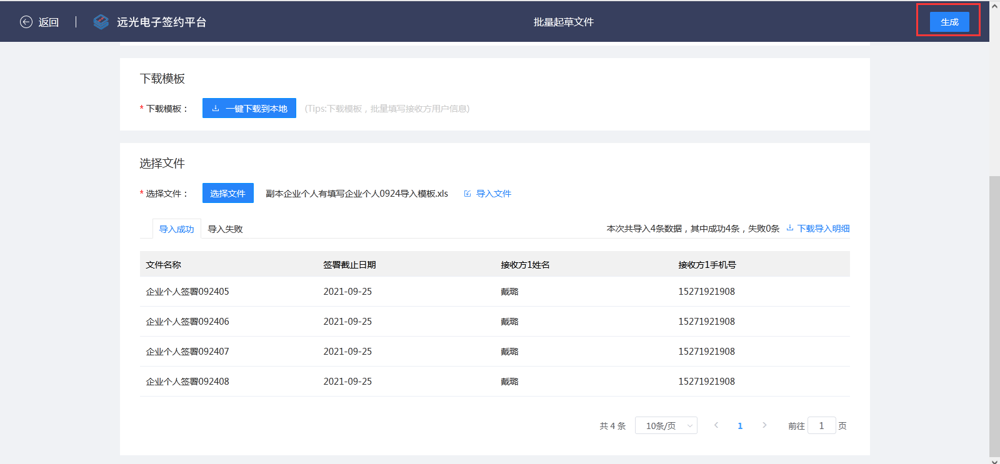 返回 远光电子签约平台 批量起草文件 生成
下载模板
* 下载模板： 一键下载到本地 (Tips:下载模板，批量填写接收方用户信息)
选择文件
* 选择文件： 选择文件 副本企业个人有填写企业个人0924导入模板.xls 导入文件
导入成功 导入失败 本次共导入4条数据，其中成功4条，失败0条 下载导入明细
文件名称 签署截止日期 接收方1姓名 接收方1手机号
企业个人签署092405 2021-09-25 戴璐 15271921908
企业个人签署092406 2021-09-25 戴璐 15271921908
企业个人签署092407 2021-09-25 戴璐 15271921908
企业个人签署092408 2021-09-25 戴璐 15271921908
共 4 条 10条/页 1 前往 1 页